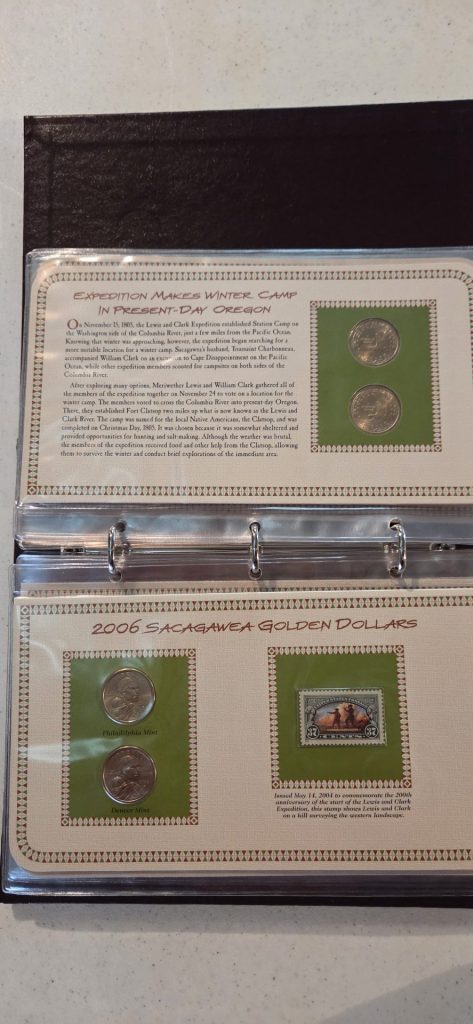 EXPEDITION MAKES WINTER CAMP
IN PRESENT-DAY OREGON
On November 15, 1805, the Lewis and Clark Expedition established Station Camp on
the Washington side of the Columbia River, just a few miles from the Pacific Ocean.
Knowing that winter was approaching, however, the expedition began searching for a
more suitable location for a winter camp. Sacagawea's husband, Toussaint Charbonneau,
accompanied William Clark on an to Cape Disappointment on the Pacific
Ocean, while other expedition members scouted for campsites on both sides of the
Columbia River.
After exploring many options, Meriwether Lewis and William Clark gathered all of
the members of the expedition together on November 24 to vote on a location for the
winter camp. The members voted to cross the Columbia River into present-day Oregon.
There, they established Fort Clatsop two miles up what is now known as the Lewis and
Clark River. The camp was named for the local Native Americans, the Clatsop, and was
completed on Christmas Day, 1805. It was chosen because it was somewhat sheltered and
provided opportunities for hunting and salt-making. Although the weather was brutal,
the members of the expedition received food and other help from the Clatsop, allowing
them to survive the winter and conduct brief explorations of the immediate area.
2006 SACAGAWEA GOLDEN DOLLARS
Philadelphia Mint
Denver Mint
37 CENTS 37
Issued May 14, 2004 to commemorate the 200th
anniversary of the start of the Lewis and Clark
Expedition, this stamp shows Lewis and Clark
on a hill surveying the western landscape.